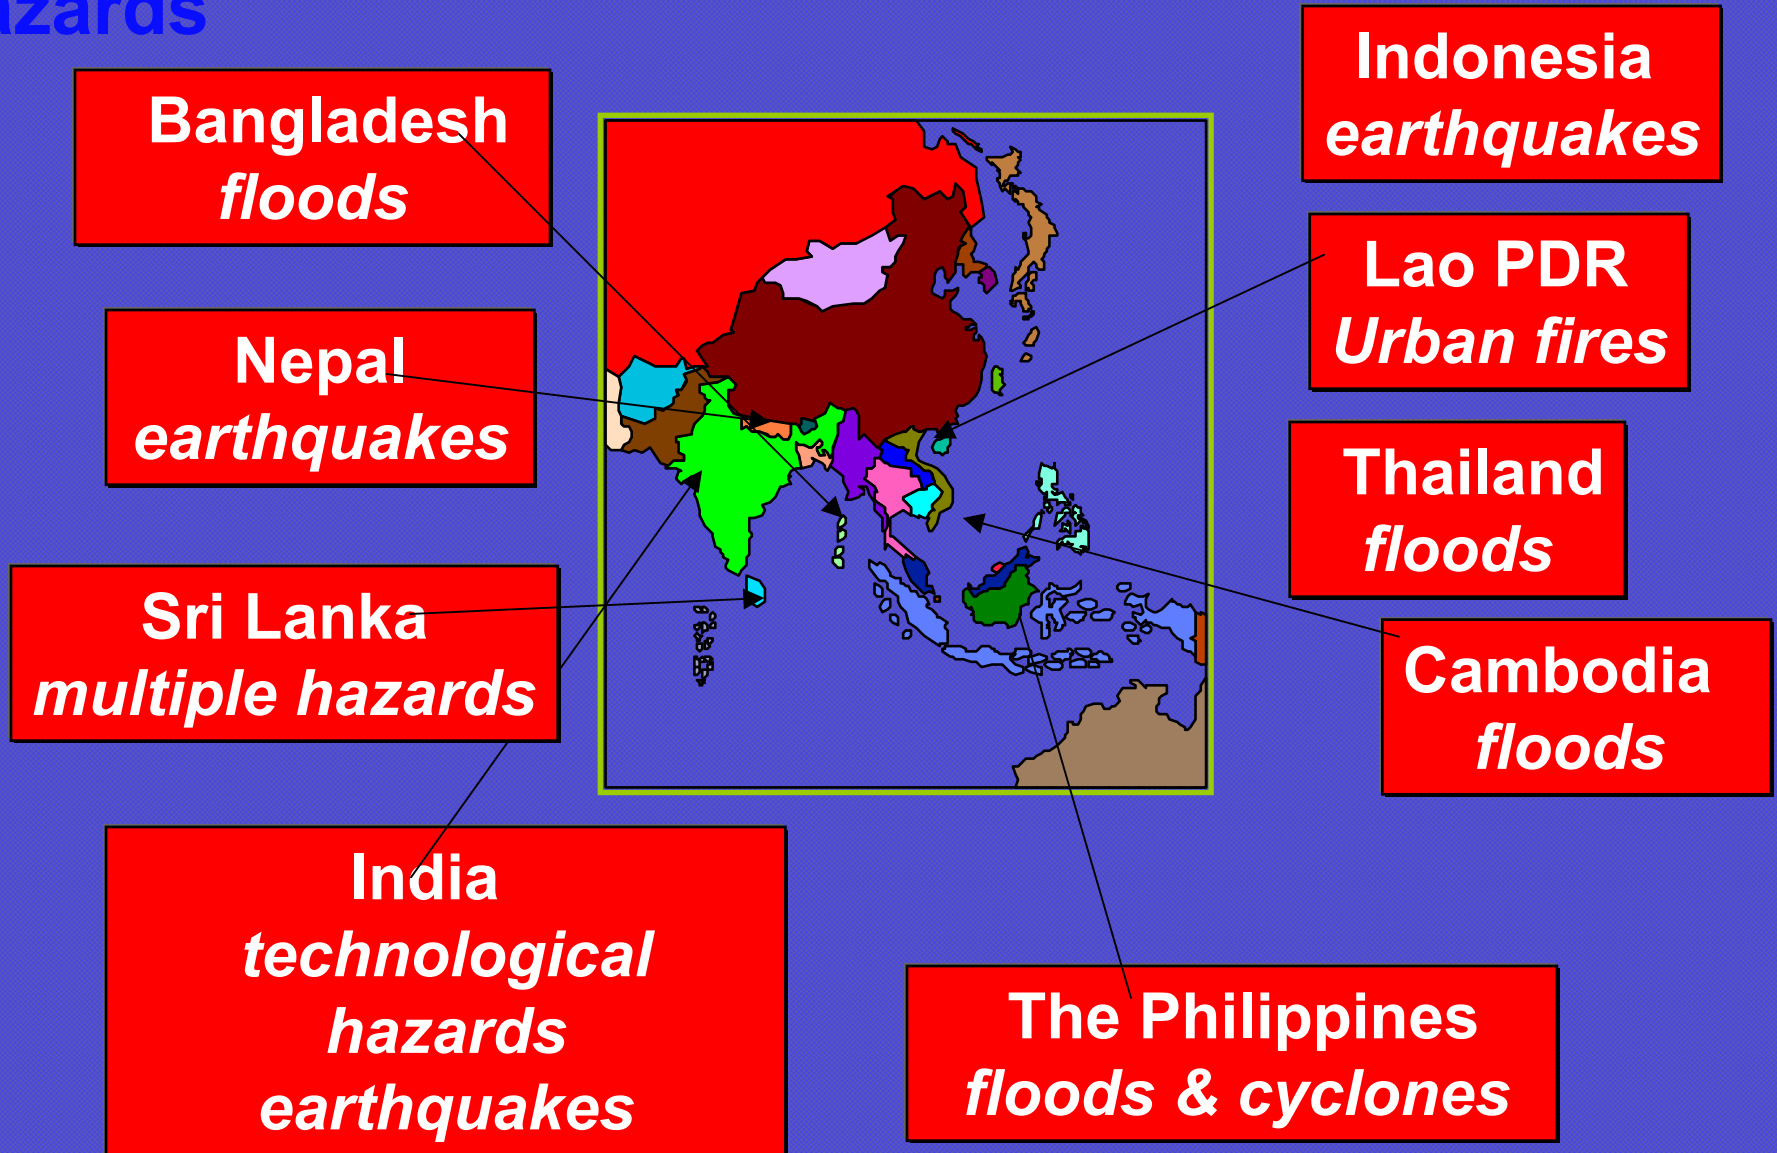 azards
Bangladesh
floods
Nepal
earthquakes
Sri Lanka
multiple hazards
India
technological
hazards
earthquakes
Indonesia
earthquakes
Lao PDR
Urban fires
Thailand
floods
Cambodia
floods
The Philippines
floods & cyclones